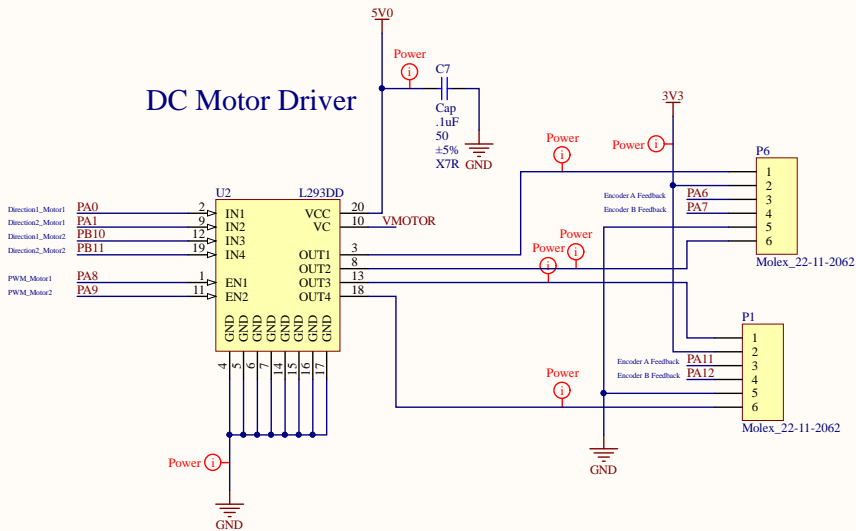 5V0
Power
C7
DC Motor Driver
Cap
.1uF
50
±5%
X7R
GND
3V3
Power
Power
P6
1
2
Encoder A Feedback PA6 3
Encoder B Feedback PA7 4
5
6
Molex_22-11-2062
U2 L293DD
Direction1_Motor1 PA0 2 IN1 VCC 20
Direction2_Motor1 PA1 9 IN2 VC 10 VMOTOR
Direction1_Motor2 PB10 12 IN3
Direction2_Motor2 PB11 19 IN4 OUT1 3
OUT2 8
PWM_Motor1 PA8 1 EN1 OUT3 13
PWM_Motor2 PA9 11 EN2 OUT4 18
GND GND GND GND GND GND GND GND
4 5 6 7 14 15 16 17
Power
Power
P1
1
2
Encoder A Feedback PA11 3
Encoder B Feedback PA12 4
5
6
Molex_22-11-2062
Power
GND
Power
GND